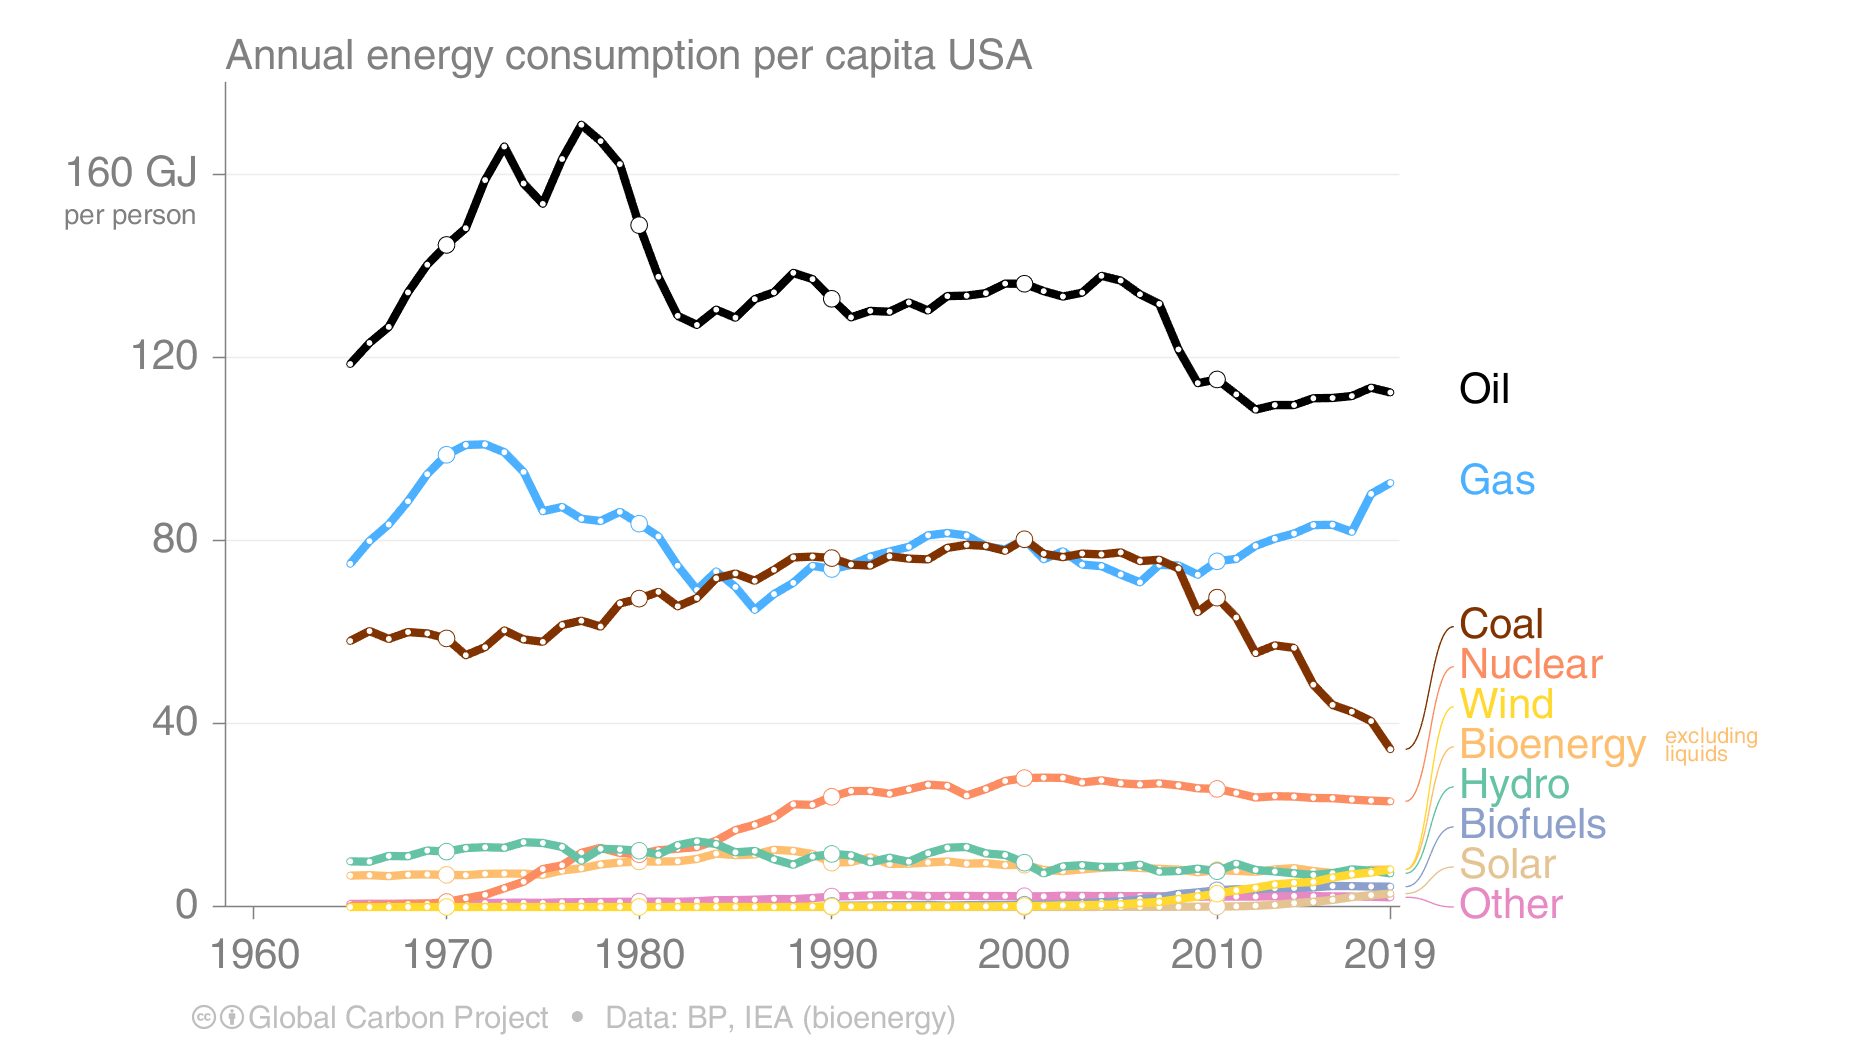 Annual energy consumption per capita USA
160 GJ
per person
120
80
40
0
1960 1970 1980 1990 2000 2010 2019
Oil
Gas
Coal
Nuclear
Wind
Bioenergy excluding liquids
Hydro
Biofuels
Solar
Other
cc Global Carbon Project • Data: BP, IEA (bioenergy)